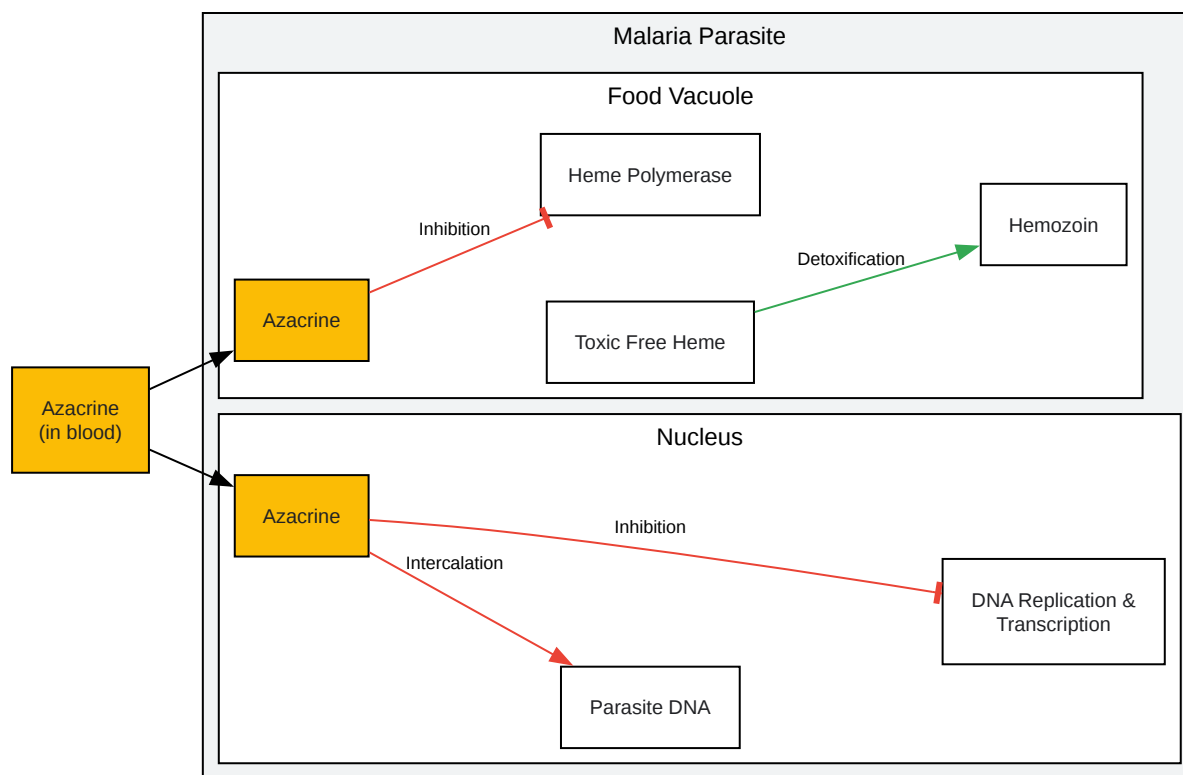 Malaria Parasite
Food Vacuole
Heme Polymerase
Hemozoin
Inhibition
Detoxification
Azacrine
Toxic Free Heme
Azacrine
(in blood)
Nucleus
Azacrine
Inhibition
Intercalation
DNA Replication &
Transcription
Parasite DNA